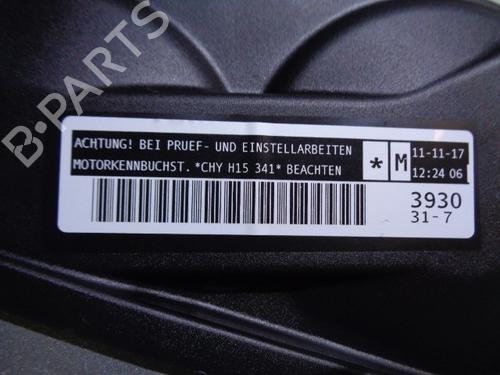 B-PARTS
ACHTUNG! BEI PRUEF- UND EINSTELLARBEITEN
MOTORKENNBUCHST. *CHY H15 341* BEACHTEN
* M
11-11-17
12:24 06
3930
31-7